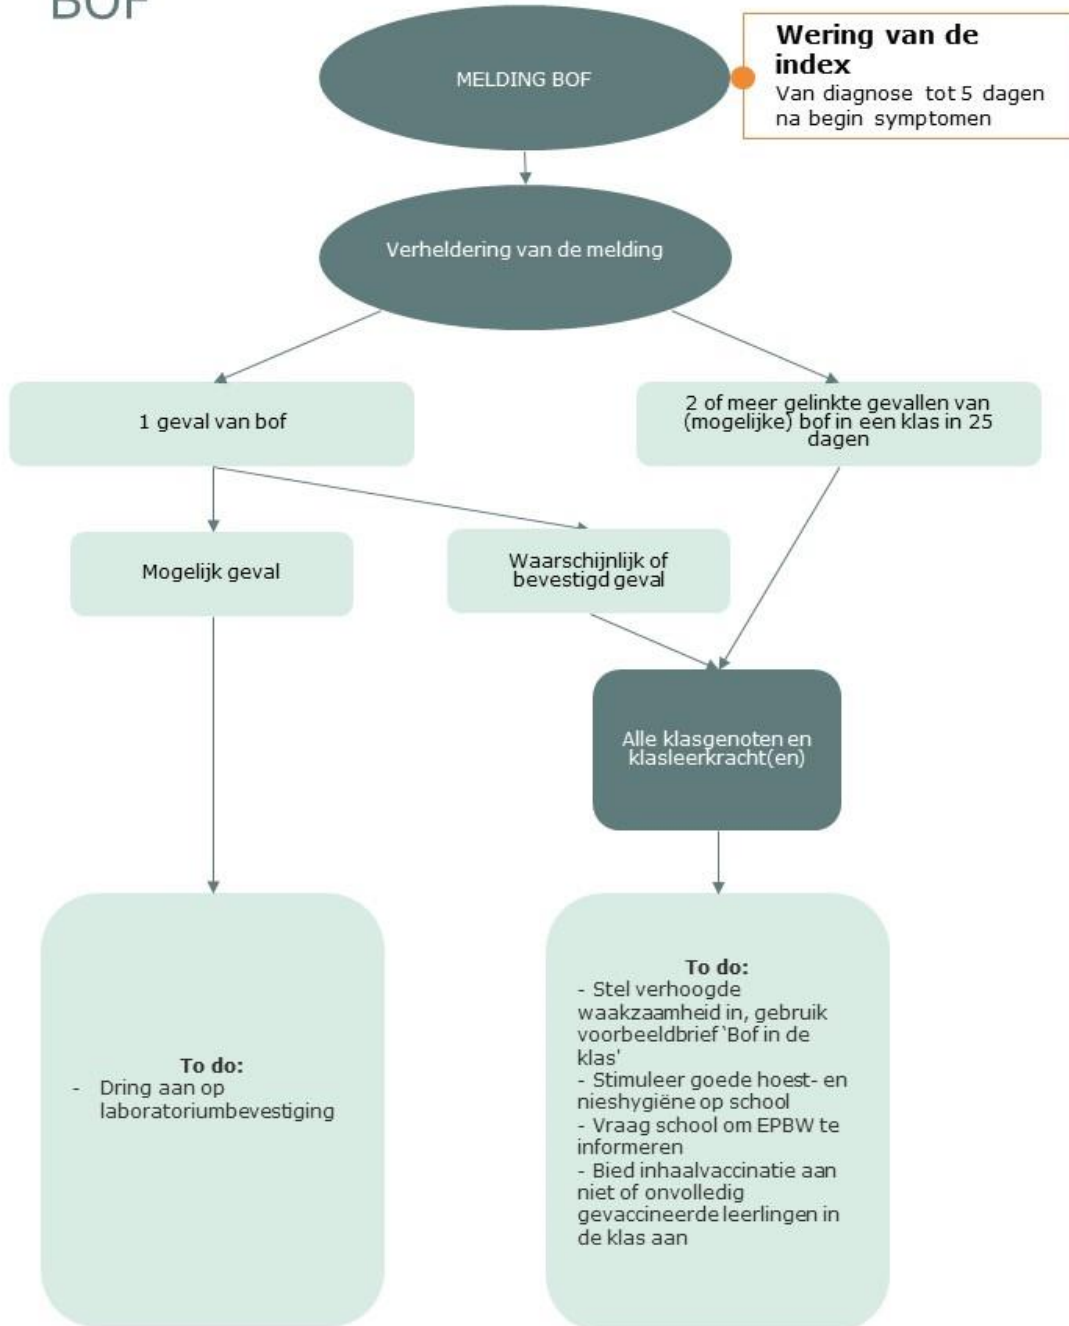 BOF
MELDING BOF
Wering van de
index
Van diagnose tot 5 dagen
na begin symptomen
Verheldering van de melding
1 geval van bof
2 of meer gelinkte gevallen van
(mogelijke) bof in een klas in 25
dagen
Mogelijk geval
Waarschijnlijk of
bevestigd geval
Alle klasgenoten en
klasleerkracht(en)
To do:
- Dring aan op
laboratoriumbevestiging
To do:
- Stel verhoogde
waakzaamheid in, gebruik
voorbeeldbrief 'Bof in de
klas'
- Stimuleer goede hoest- en
nieshygiëne op school
- Vraag school om EPBW te
informeren
- Bied inhaalvaccinatie aan
niet of onvolledig
gevaccineerde leerlingen in
de klas aan